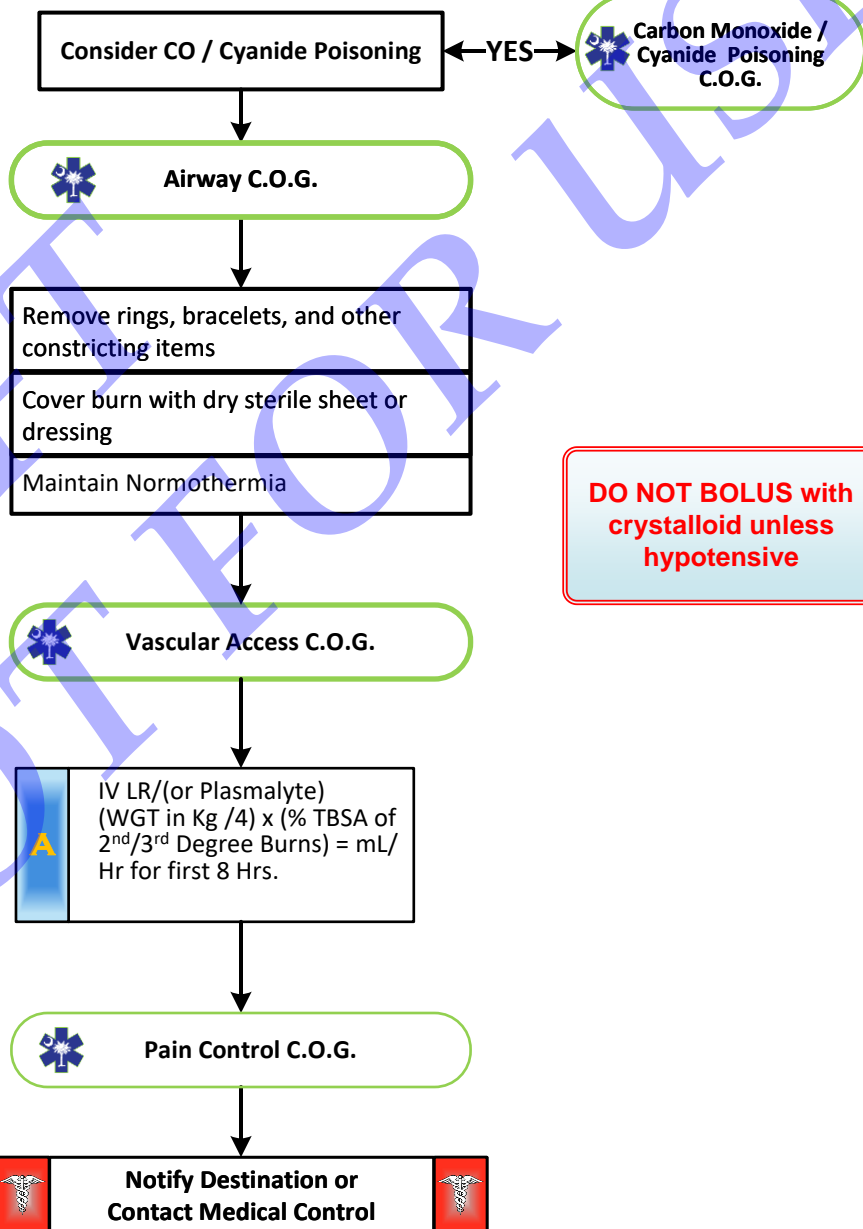 Consider CO / Cyanide Poisoning
YES
Carbon Monoxide /
Cyanide Poisoning
C.O.G.
Airway C.O.G.
Remove rings, bracelets, and other
constricting items
Cover burn with dry sterile sheet or
dressing
Maintain Normothermia
DO NOT BOLUS with
crystalloid unless
hypotensive
Vascular Access C.O.G.
A
IV LR/(or Plasmalyte)
(WGT in Kg /4) x (% TBSA of
2nd/3rd Degree Burns) = mL/
Hr for first 8 Hrs.
Pain Control C.O.G.
Notify Destination or
Contact Medical Control
FOR